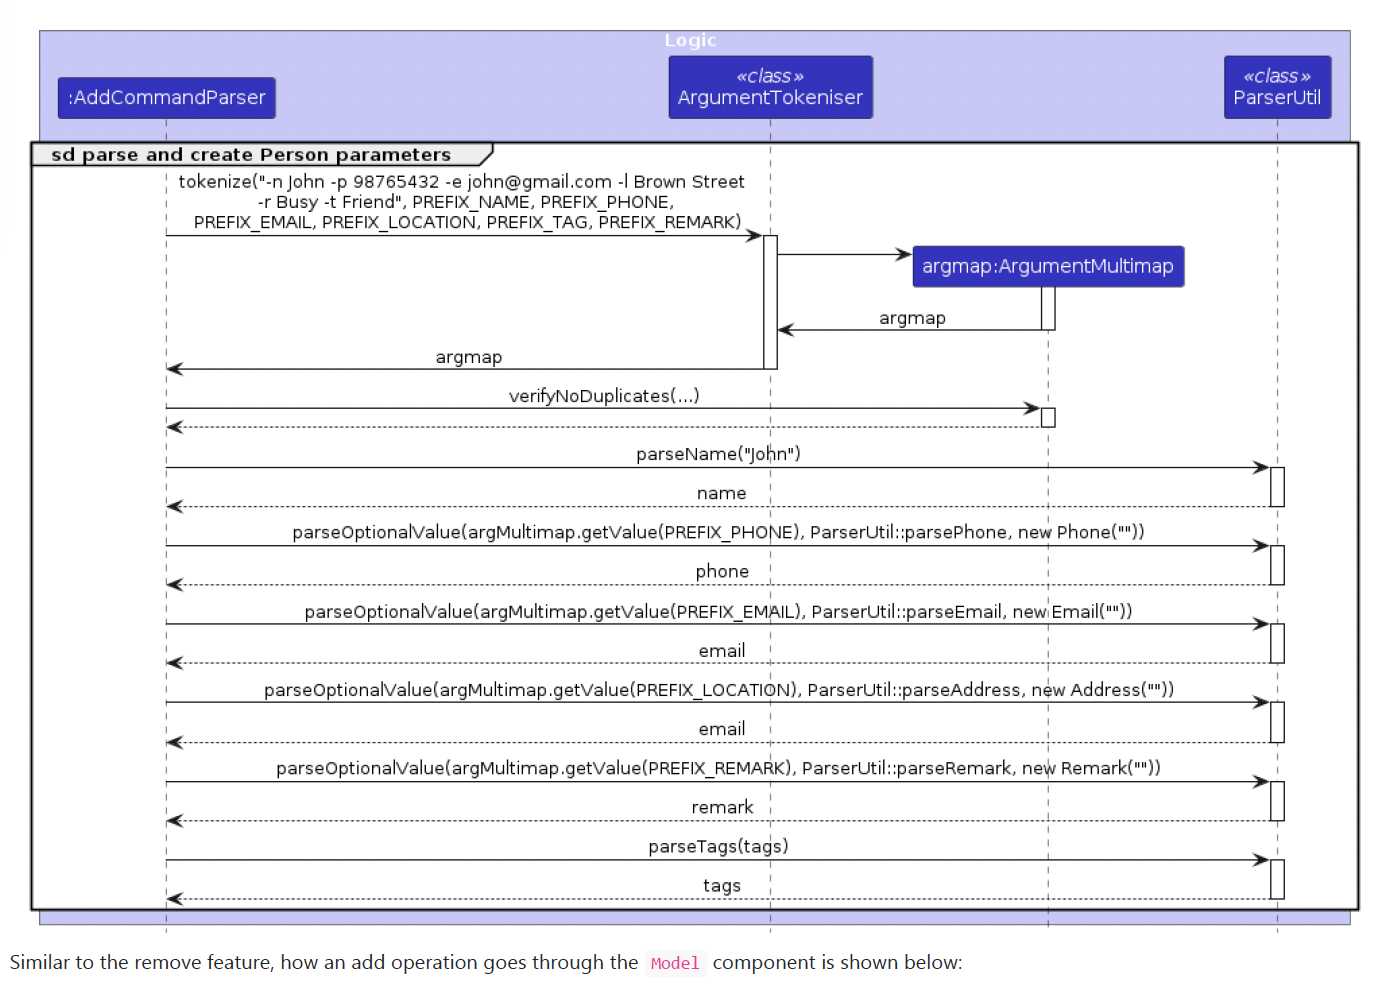 Logic
:AddCommandParser
«class»
ArgumentTokeniser
«class»
ParserUtil
sd parse and create Person parameters
tokenize("-n John -p 98765432 -e john@gmail.com -l Brown Street
-r Busy -t Friend", PREFIX_NAME, PREFIX_PHONE,
PREFIX_EMAIL, PREFIX_LOCATION, PREFIX_TAG, PREFIX_REMARK)
argmap:ArgumentMultimap
argmap
argmap
verifyNoDuplicates(...)
parseName("John")
name
parseOptionalValue(argMultimap.getValue(PREFIX_PHONE), ParserUtil::parsePhone, new Phone(""))
phone
parseOptionalValue(argMultimap.getValue(PREFIX_EMAIL), ParserUtil::parseEmail, new Email(""))
email
parseOptionalValue(argMultimap.getValue(PREFIX_LOCATION), ParserUtil::parseAddress, new Address(""))
email
parseOptionalValue(argMultimap.getValue(PREFIX_REMARK), ParserUtil::parseRemark, new Remark(""))
remark
parseTags(tags)
tags
Similar to the remove feature, how an add operation goes through the Model component is shown below: